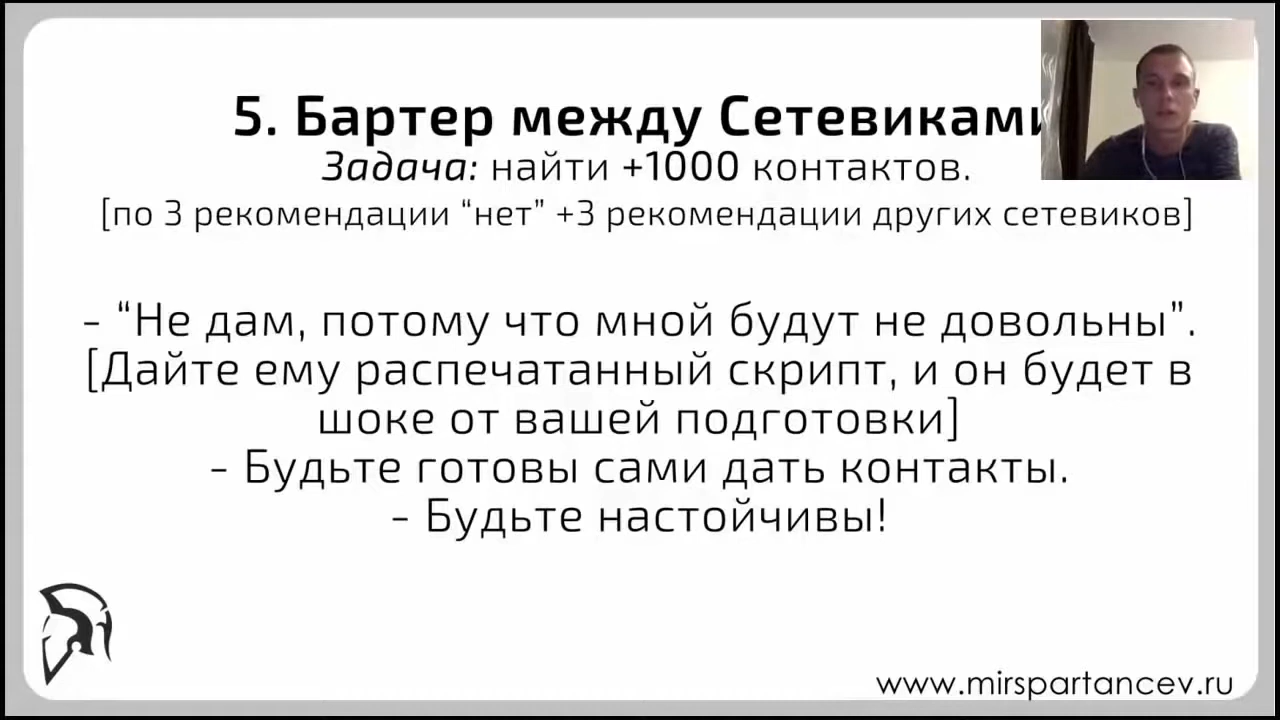 5. Бартер между Сетевиками
Задача: найти +1000 контактов.
[по 3 рекомендации “нет” +3 рекомендации других сетевиков]
- “Не дам, потому что мной будут не довольны”.
[Дайте ему распечатанный скрипт, и он будет в
шоке от вашей подготовки]
- Будьте готовы сами дать контакты.
- Будьте настойчивы!
www.mirspartancev.ru